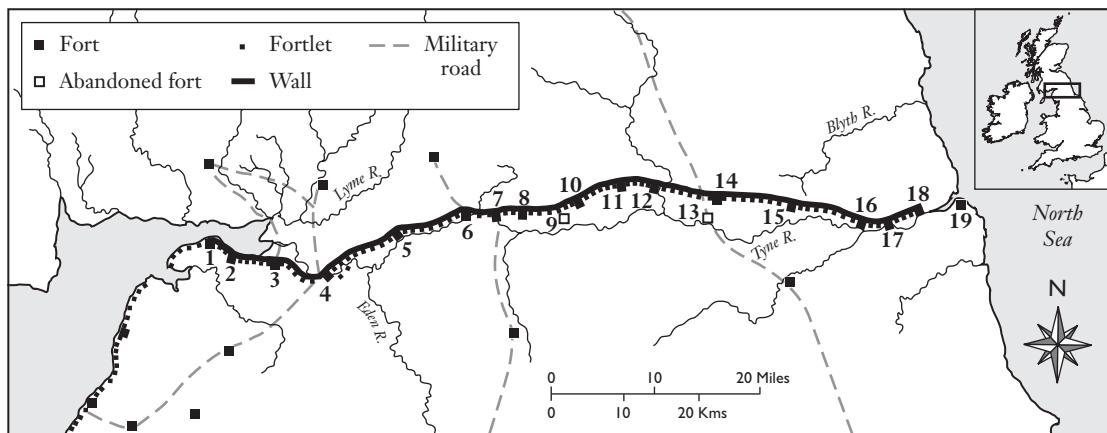 Fort
Fortlet
Military
road
Abandoned fort
Wall
Blyth R.
Lyme R.
Eden R.
Tyne R.
North
Sea
N
1
2
3
4
5
6
7
8
9
10
11
12
13
14
15
16
17
18
19
0 10 20 Miles
0 10 20 Kms